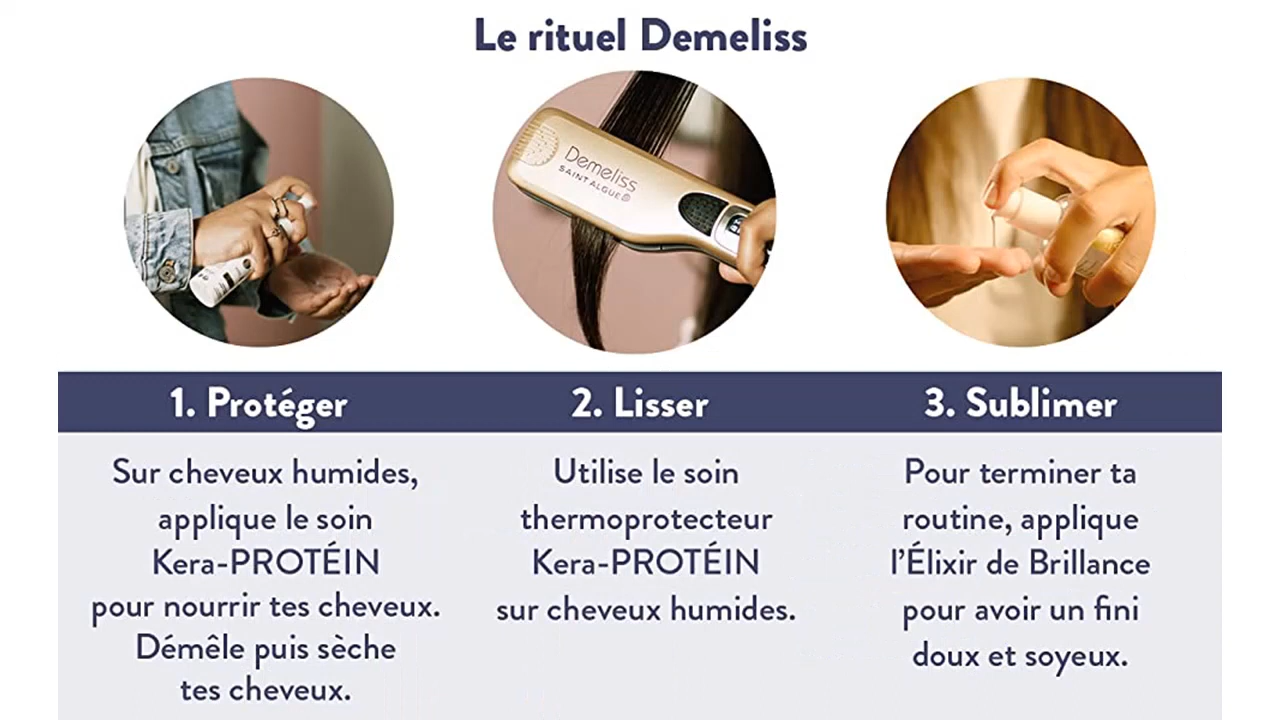 Le rituel Demeliss
Demeliss
SAINT ALGUE
1. Protéger
Sur cheveux humides,
applique le soin
Kera-PROTÉIN
pour nourrir tes cheveux.
Démêle puis sèche
tes cheveux.
2. Lisser
Utilise le soin
thermoprotecteur
Kera-PROTÉIN
sur cheveux humides.
3. Sublimer
Pour terminer ta
routine, applique
l'Élixir de Brillance
pour avoir un fini
doux et soyeux.